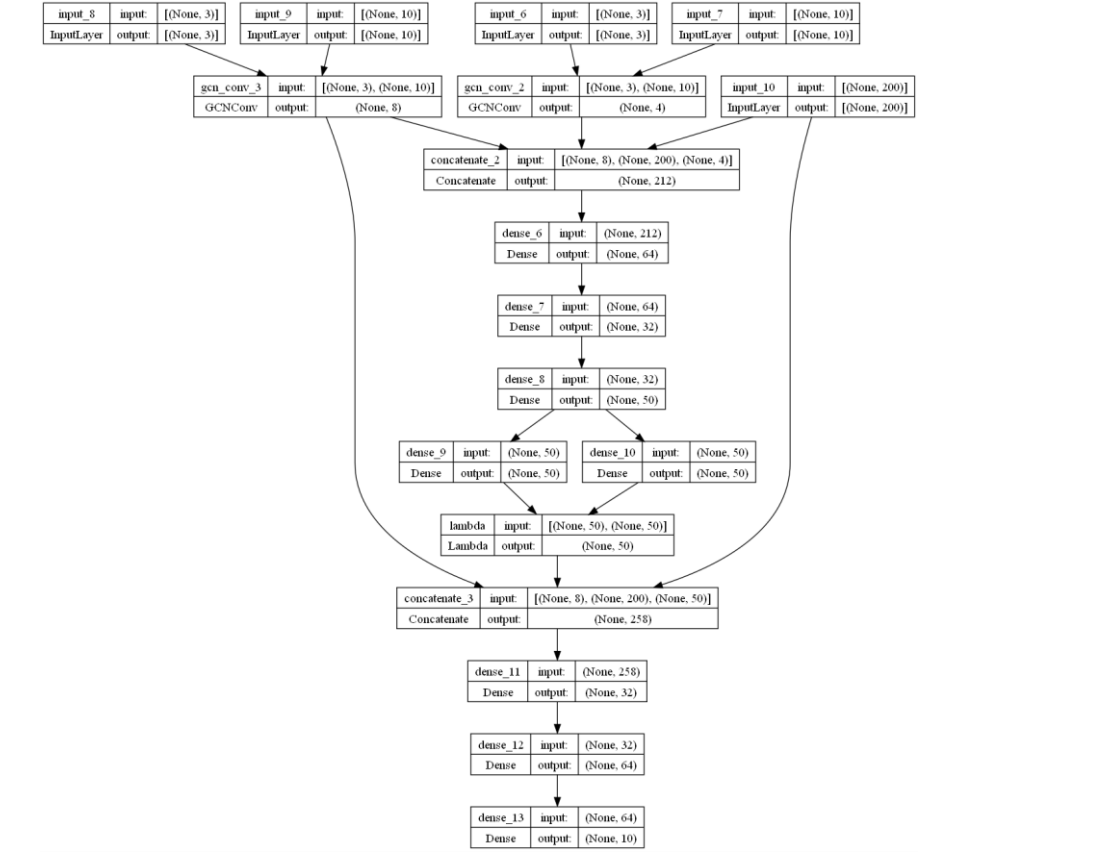 input_8 input: [(None, 3)]
InputLayer output: [(None, 3)]
input_9 input: [(None, 10)]
InputLayer output: [(None, 10)]
input_6 input: [(None, 3)]
InputLayer output: [(None, 3)]
input_7 input: [(None, 10)]
InputLayer output: [(None, 10)]
gcn_conv_3 input: [(None, 3), (None, 10)]
GCNConv output: (None, 8)
gcn_conv_2 input: [(None, 3), (None, 10)]
GCNConv output: (None, 4)
input_10 input: [(None, 200)]
InputLayer output: [(None, 200)]
concatenate_2 input: [(None, 8), (None, 200), (None, 4)]
Concatenate output: (None, 212)
dense_6 input: (None, 212)
Dense output: (None, 64)
dense_7 input: (None, 64)
Dense output: (None, 32)
dense_8 input: (None, 32)
Dense output: (None, 50)
dense_9 input: (None, 50)
Dense output: (None, 50)
dense_10 input: (None, 50)
Dense output: (None, 50)
lambda input: [(None, 50), (None, 50)]
Lambda output: (None, 50)
concatenate_3 input: [(None, 8), (None, 200), (None, 50)]
Concatenate output: (None, 258)
dense_11 input: (None, 258)
Dense output: (None, 32)
dense_12 input: (None, 32)
Dense output: (None, 64)
dense_13 input: (None, 64)
Dense output: (None, 10)